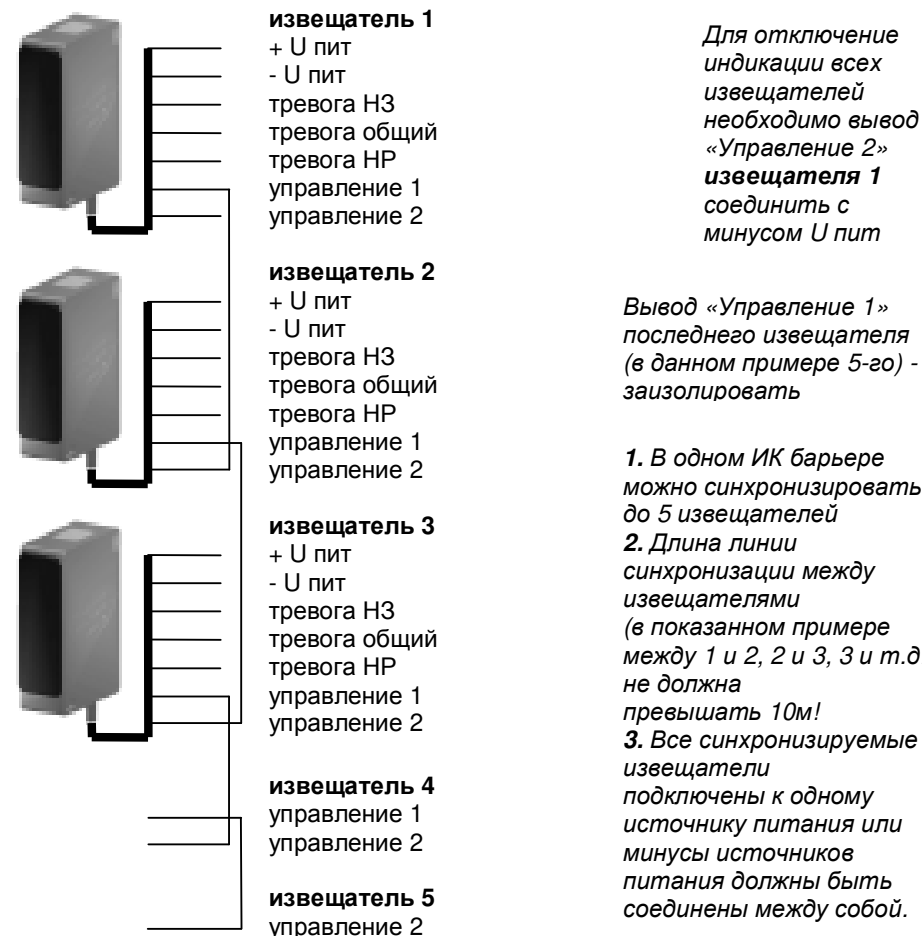 извещатель 1
+ U пит
- U пит
тревога НЗ
тревога общий
тревога НР
управление 1
управление 2
извещатель 2
+ U пит
- U пит
тревога НЗ
тревога общий
тревога НР
управление 1
управление 2
извещатель 3
+ U пит
- U пит
тревога НЗ
тревога общий
тревога НР
управление 1
управление 2
извещатель 4
управление 1
управление 2
извещатель 5
управление 2
Для отключение
индикации всех
извещателей
необходимо вывод
«Управление 2»
извещателя 1
соединить с
минусом U пит
Вывод «Управление 1»
последнего извещателя
(в данном примере 5-го) -
заизолировать
1. В одном ИК барьере
можно синхронизировать
до 5 извещателей
2. Длина линии
синхронизации между
извещателями
(в показанном примере
между 1 и 2, 2 и 3, 3 и т.д
не должна
превышать 10м!
3. Все синхронизируемые
извещатели
подключены к одному
источнику питания или
минусы источников
питания должны быть
соединены между собой.